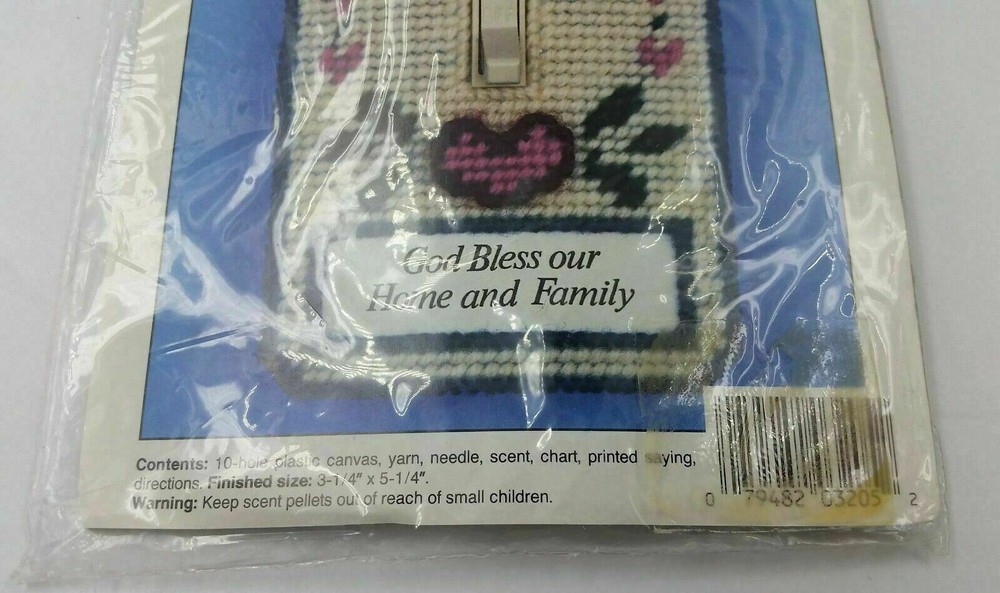 God Bless our
Home and Family
Contents: 10-hole plastic canvas, yarn, needle, scent, chart, printed saying,
directions. Finished size: 3-1/4" x 5-1/4".
Warning: Keep scent pellets out of reach of small children.
0 79482 03205 2